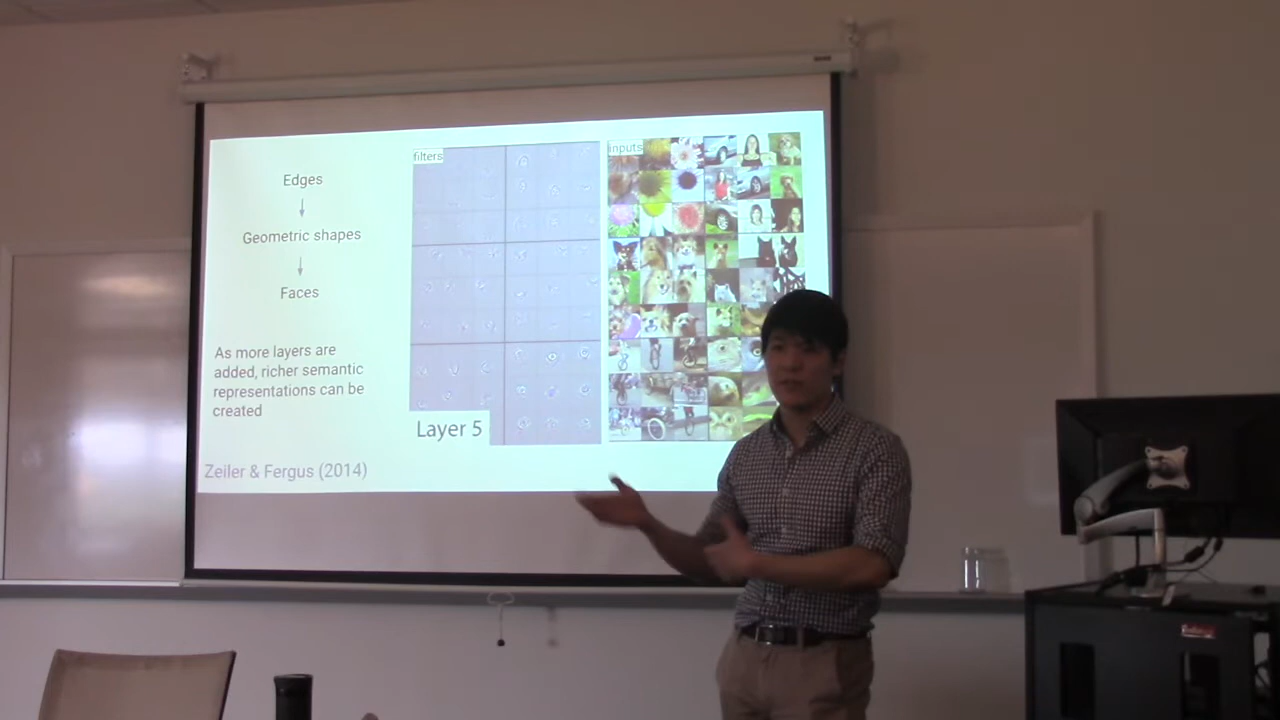 Edges
Geometric shapes
Faces
As more layers are
added, richer semantic
representations can be
created
Zeiler & Fergus (2014)
filters
Layer 5
inputs